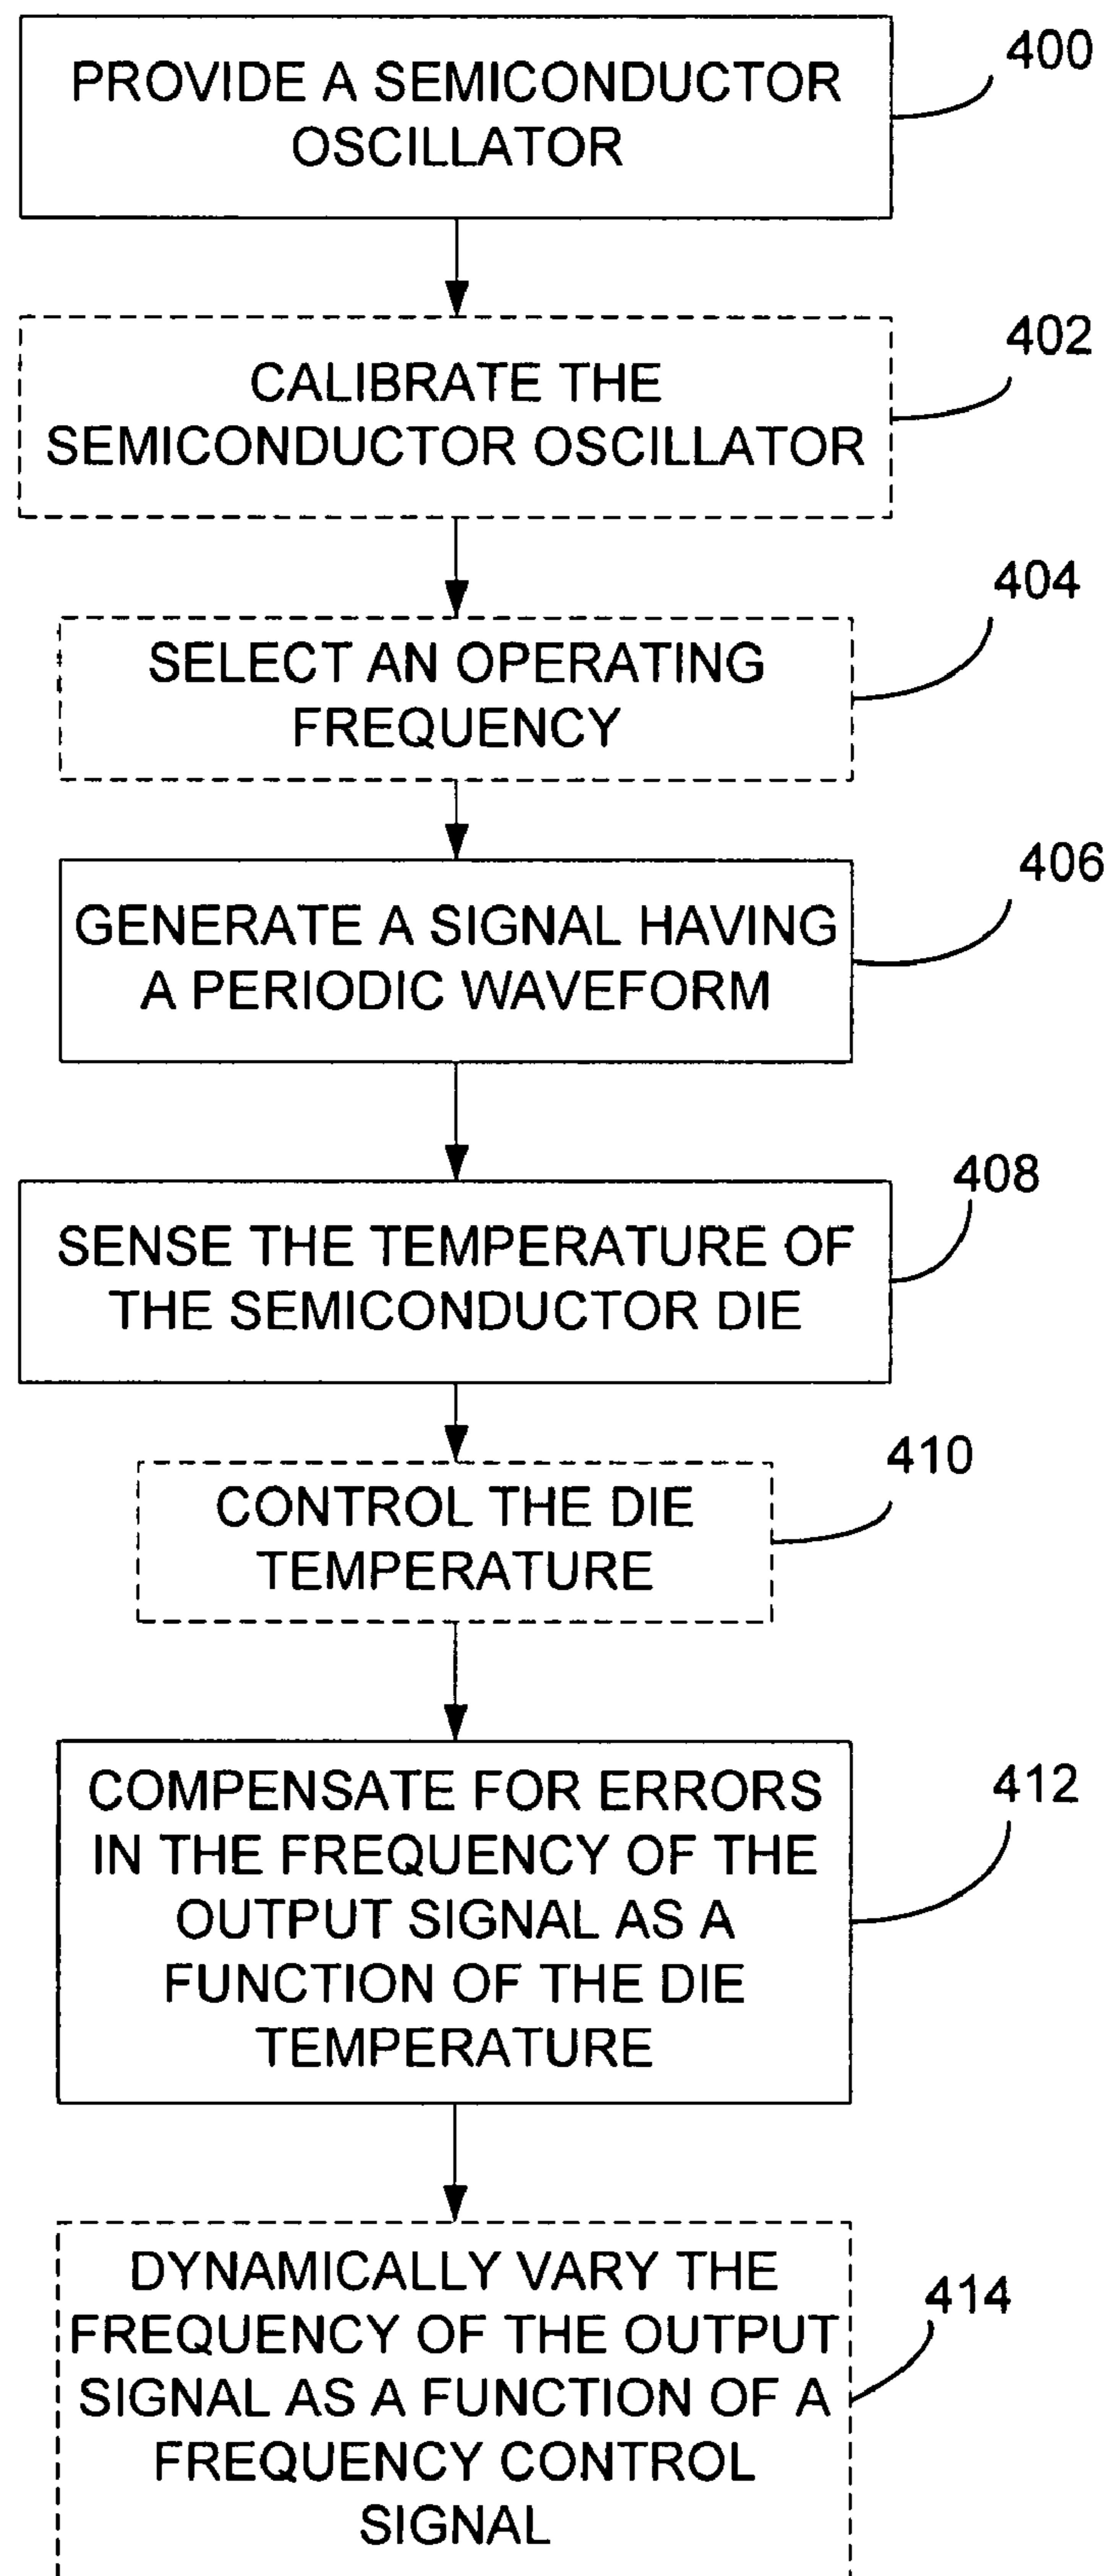 PROVIDE A SEMICONDUCTOR
OSCILLATOR
400
CALIBRATE THE
SEMICONDUCTOR OSCILLATOR
402
SELECT AN OPERATING
FREQUENCY
404
GENERATE A SIGNAL HAVING
A PERIODIC WAVEFORM
406
SENSE THE TEMPERATURE OF
THE SEMICONDUCTOR DIE
408
CONTROL THE DIE
TEMPERATURE
410
COMPENSATE FOR ERRORS
IN THE FREQUENCY OF THE
OUTPUT SIGNAL AS A
FUNCTION OF THE DIE
TEMPERATURE
412
DYNAMICALLY VARY THE
FREQUENCY OF THE OUTPUT
SIGNAL AS A FUNCTION OF A
FREQUENCY CONTROL
SIGNAL
414